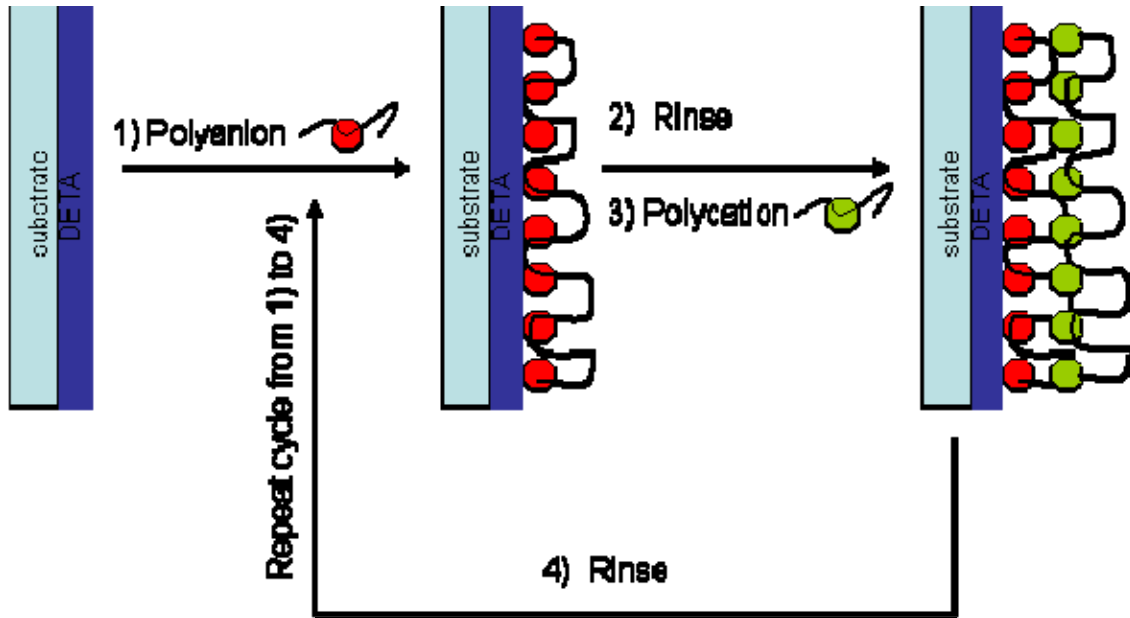 substrate
DETA
1) Polyanion
substrate
DETA
2) Rinse
3) Polycation
substrate
DETA
Repeat cycle from 1) to 4)
4) Rinse